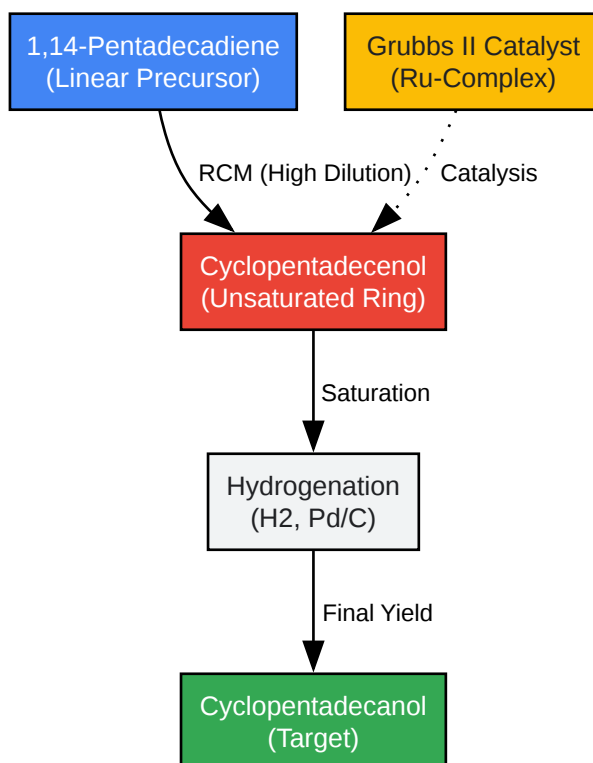 1,14-Pentadecadiene
(Linear Precursor)
Grubbs II Catalyst
(Ru-Complex)
RCM (High Dilution)
Catalysis
Cyclopentadecenol
(Unsaturated Ring)
Saturation
Hydrogenation
(H2, Pd/C)
Final Yield
Cyclopentadecanol
(Target)